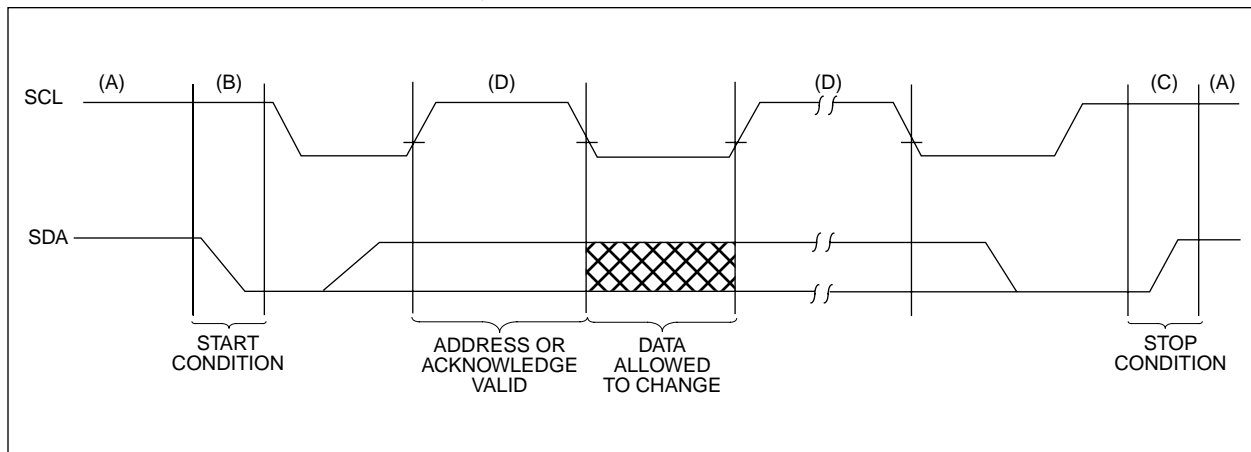 (A) (B) (D) (D) (C) (A)
SCL
SDA
START
CONDITION
ADDRESS OR
ACKNOWLEDGE
VALID
DATA
ALLOWED
TO CHANGE
STOP
CONDITION